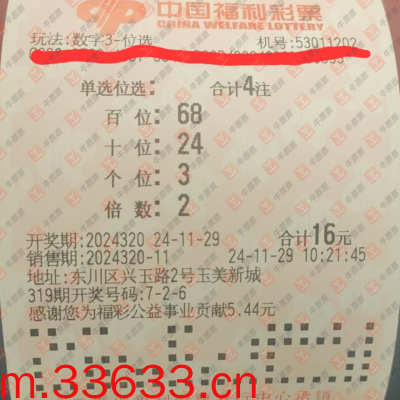 中国福利彩票
CHINA WELFARE LOTTERY
玩法:数字3-位选 机号:53011202
单选位选: 合计4注
百位:68
十位:24
个位:3
倍数:2
开奖期:2024320 24-11-29 合计16元
销售期:2024320-11 24-11-29 10:21:45
地址:东川区兴玉路2号玉美新城
319期开奖号码:7-2-6
感谢您为福彩公益事业贡献5.44元
m.33633.com.cn